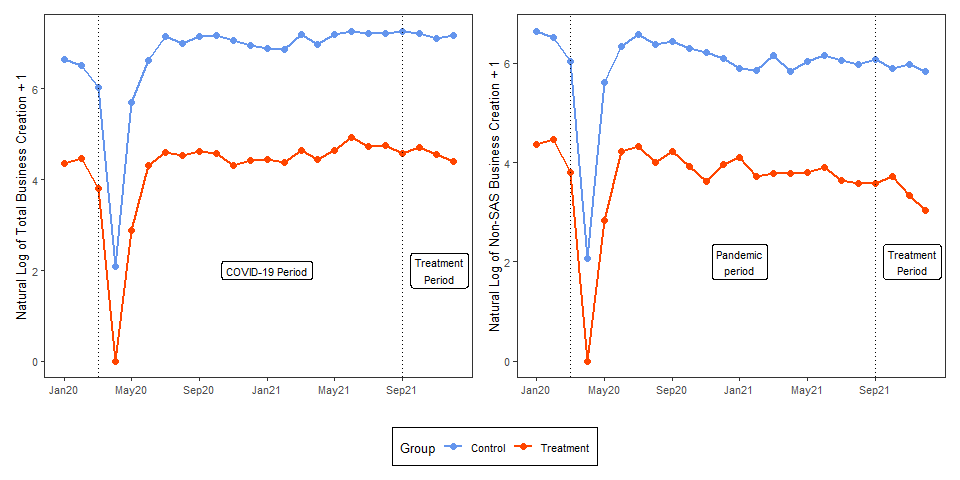 Natural Log of Total Business Creation + 1
6
4
2
0
COVID-19 Period
Treatment
Period
Jan20
May20
Sep20
Jan21
May21
Sep21
Natural Log of Non-SAS Business Creation + 1
6
4
2
0
Pandemic
period
Treatment
Period
Jan20
May20
Sep20
Jan21
May21
Sep21
Group
Control
Treatment